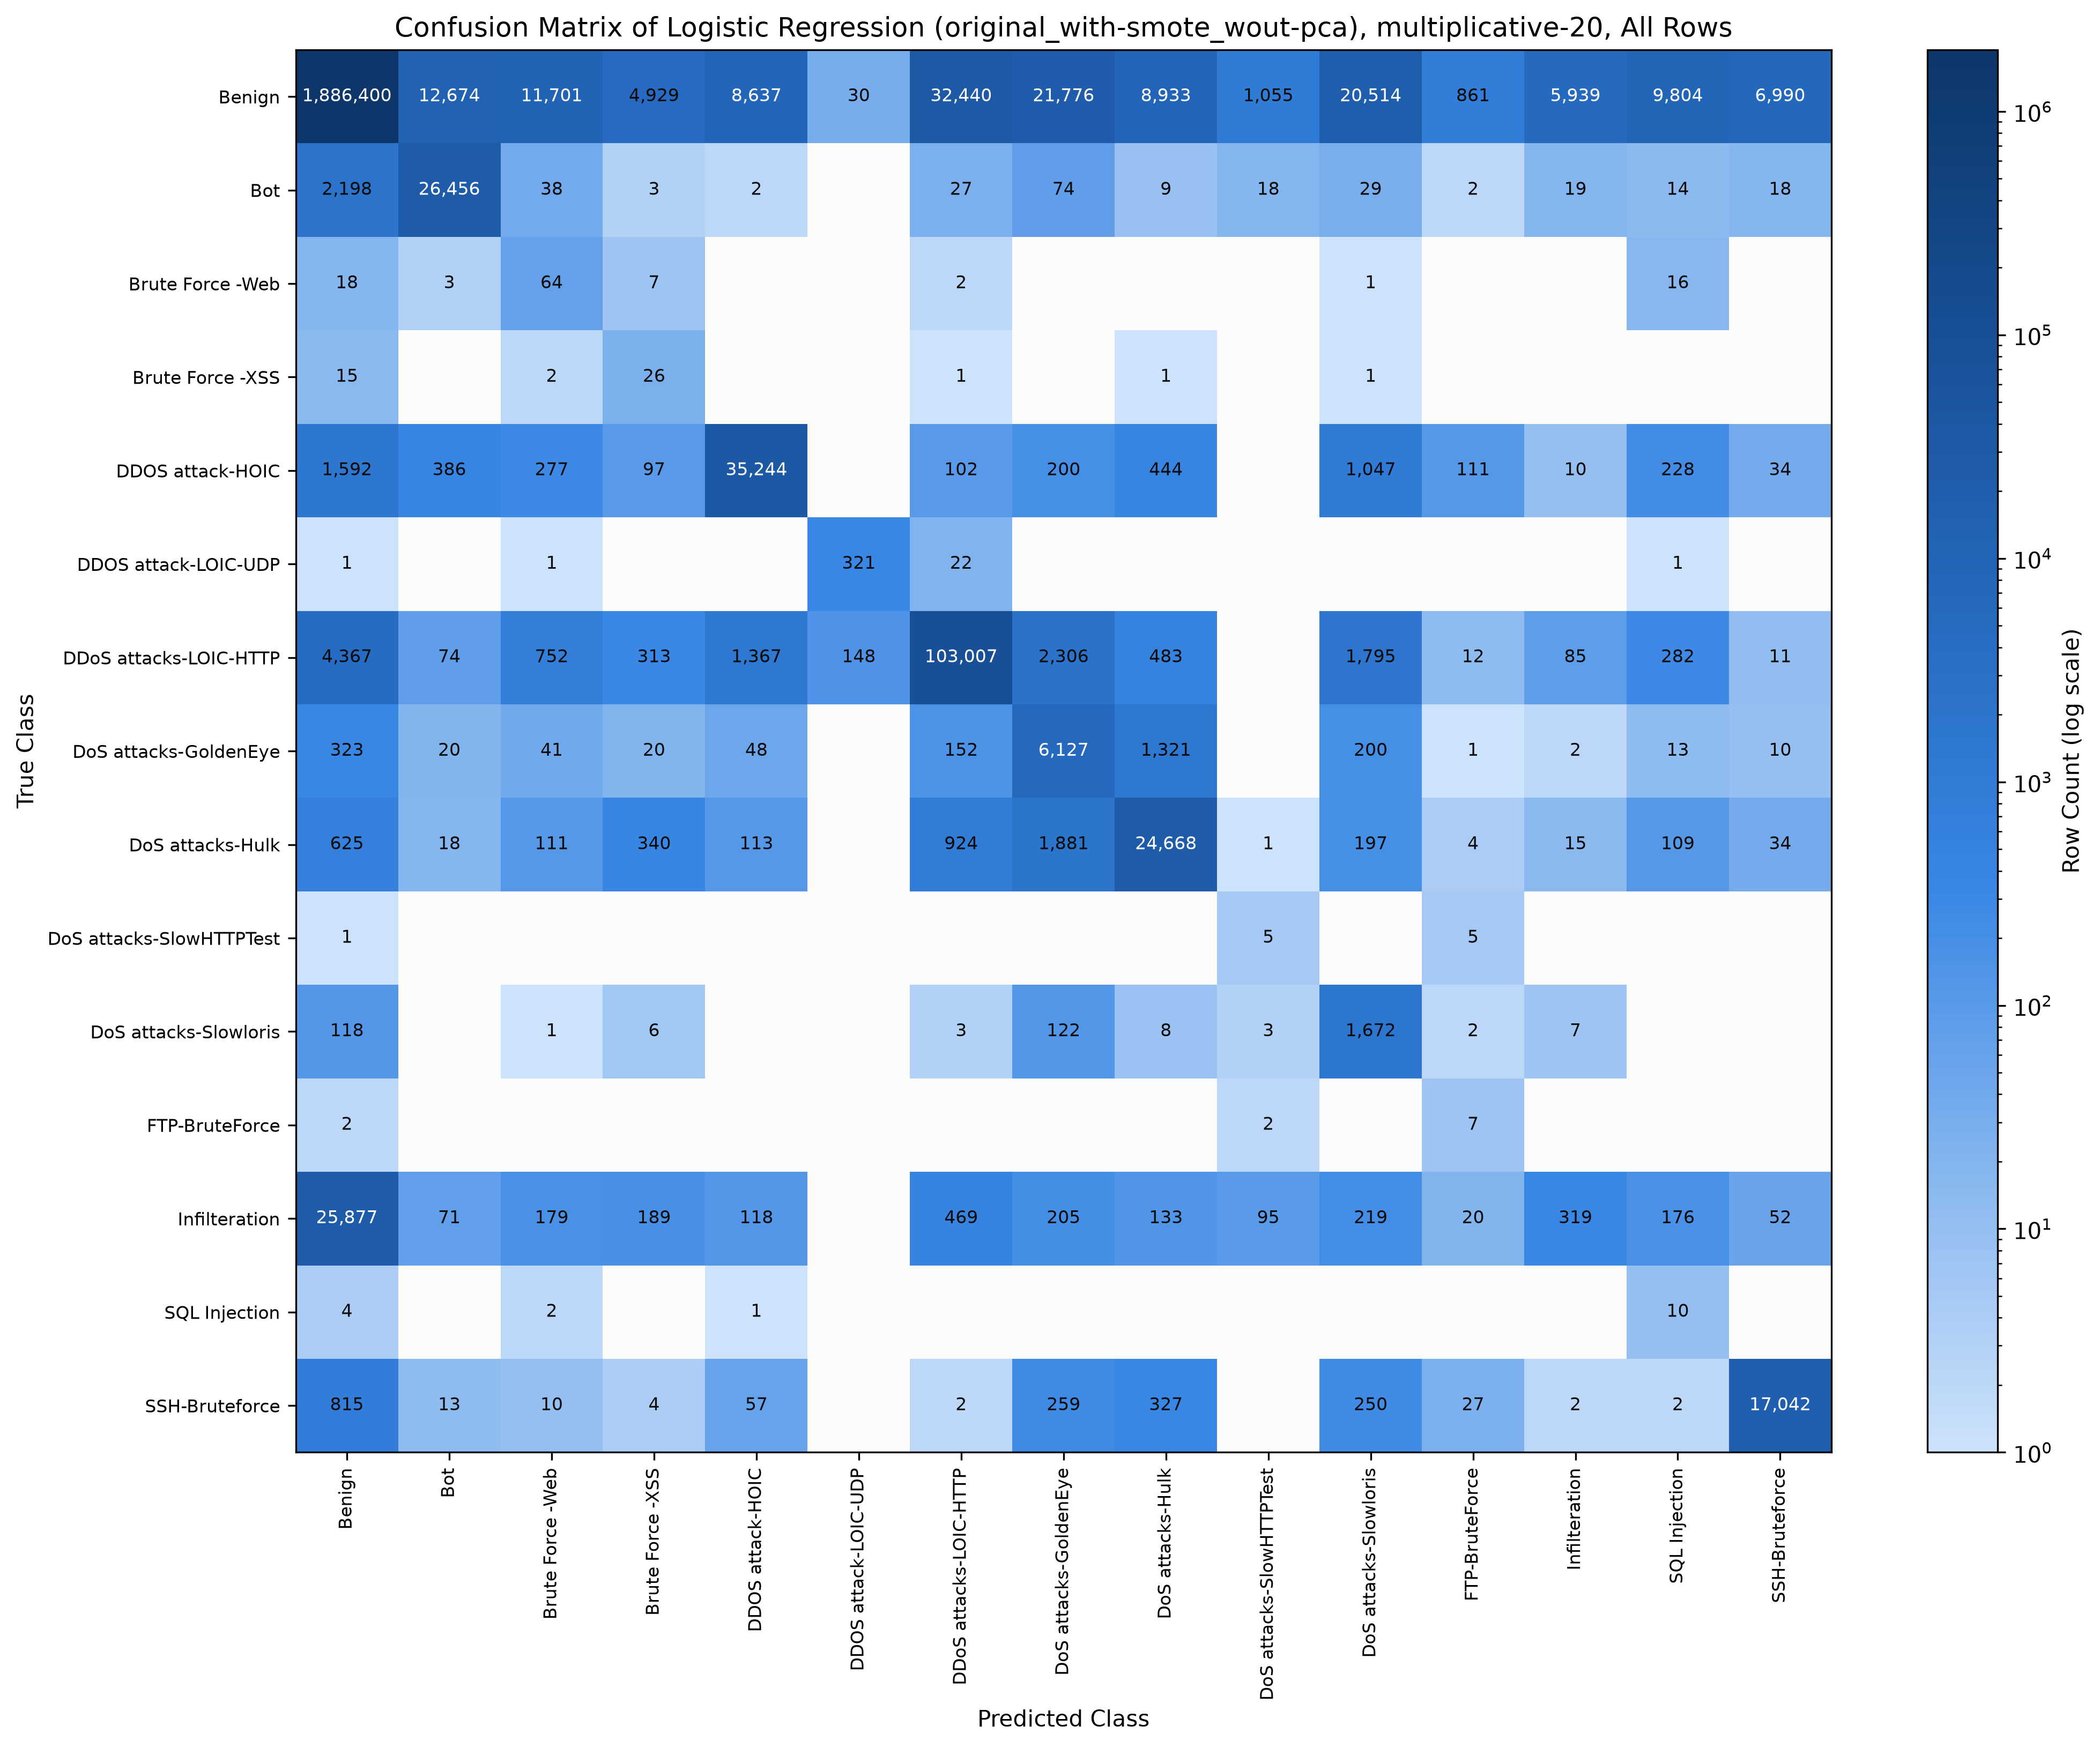 Confusion Matrix of Logistic Regression (original_with-smote_wout-pca), multiplicative-20, All Rows
True Class
Benign 1,886,400 12,674 11,701 4,929 8,637 30 32,440 21,776 8,933 1,055 20,514 861 5,939 9,804 6,990
Bot 2,198 26,456 38 3 2 27 74 9 18 29 2 19 14 18
Brute Force -Web 18 3 64 7 2 1 16
Brute Force -XSS 15 2 26 1 1 1
DDOS attack-HOIC 1,592 386 277 97 35,244 102 200 444 1,047 111 10 228 34
DDOS attack-LOIC-UDP 1 1 321 22 1
DDoS attacks-LOIC-HTTP 4,367 74 752 313 1,367 148 103,007 2,306 483 1,795 12 85 282 11
DoS attacks-GoldenEye 323 20 41 20 48 152 6,127 1,321 200 1 2 13 10
DoS attacks-Hulk 625 18 111 340 113 924 1,881 24,668 1 197 4 15 109 34
DoS attacks-SlowHTTPTest 1 5 5
DoS attacks-Slowloris 118 1 6 3 122 8 3 1,672 2 7
FTP-BruteForce 2 2 7
Infilteration 25,877 71 179 189 118 469 205 133 95 219 20 319 176 52
SQL Injection 4 2 1 10
SSH-Bruteforce 815 13 10 4 57 2 259 327 250 27 2 2 17,042
Benign
Bot
Brute Force -Web
Brute Force -XSS
DDOS attack-HOIC
DDOS attack-LOIC-UDP
DDoS attacks-LOIC-HTTP
DoS attacks-GoldenEye
DoS attacks-Hulk
DoS attacks-SlowHTTPTest
DoS attacks-Slowloris
FTP-BruteForce
Infilteration
SQL Injection
SSH-Bruteforce
Predicted Class
10⁶
10⁵
10⁴
10³
10²
10¹
10⁰
Row Count (log scale)